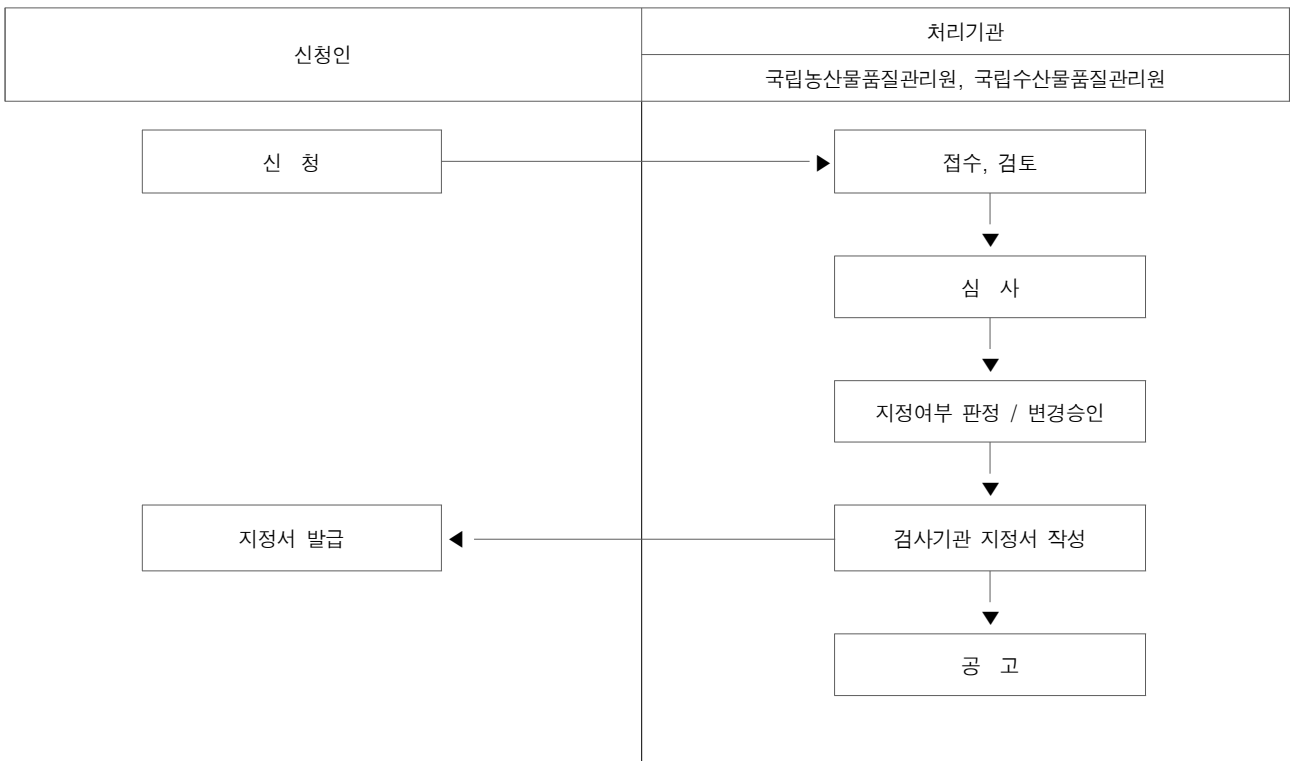 신청인
처리기관
국립농산물품질관리원, 국립수산물품질관리원
신 청
접수, 검토
심 사
지정여부 판정 / 변경승인
지정서 발급
검사기관 지정서 작성
공 고